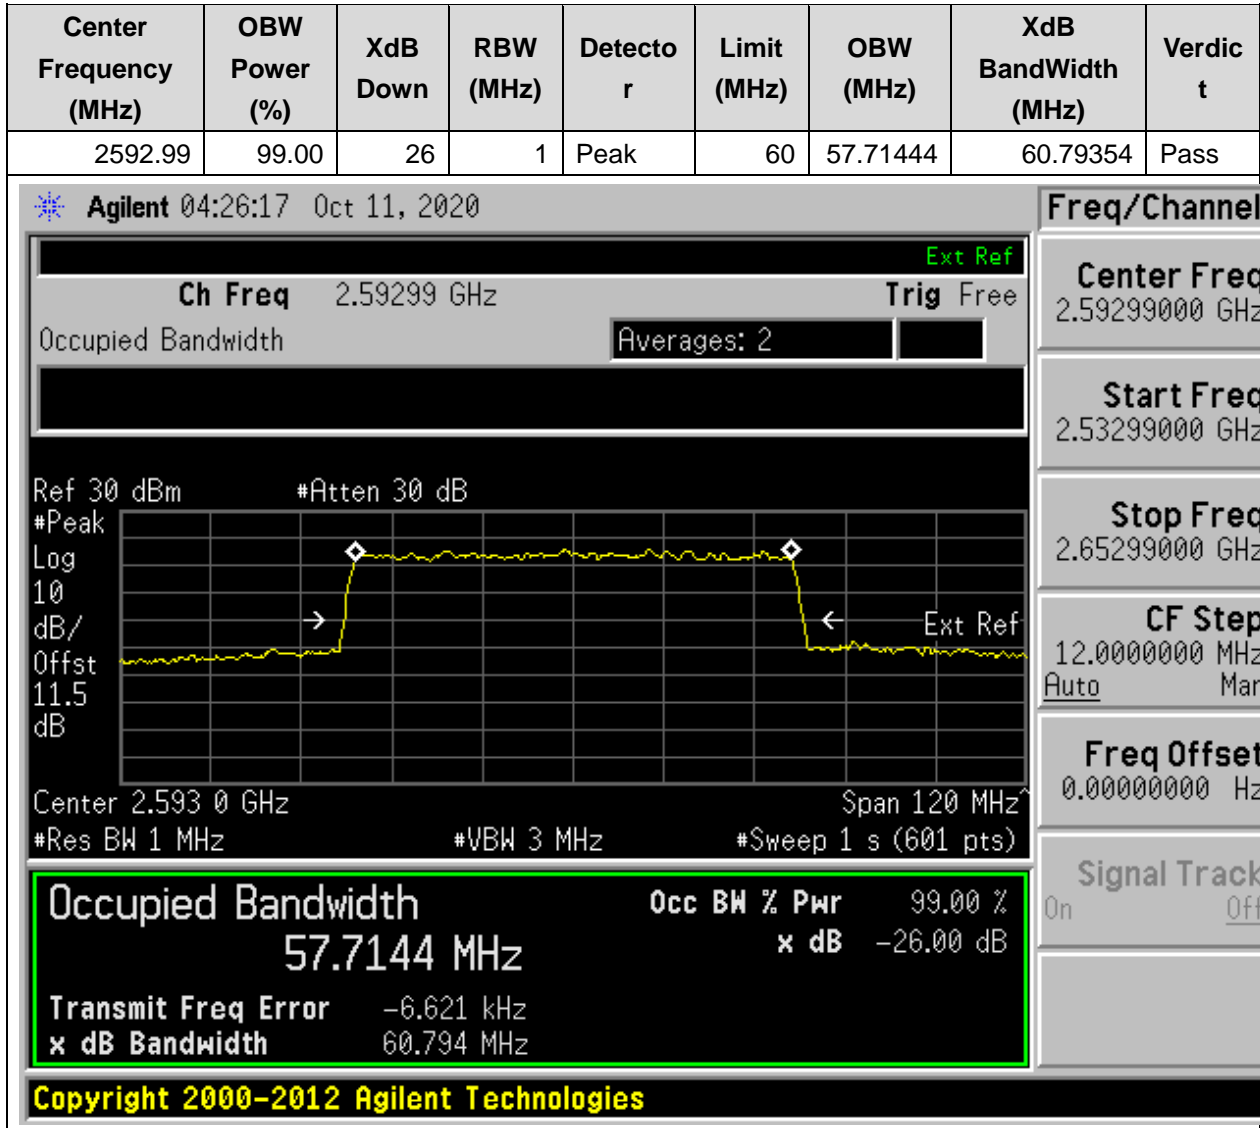 Center Frequency (MHz) OBW Power (%) XdB Down RBW (MHz) Detecto r Limit (MHz) OBW (MHz) XdB BandWidth (MHz) Verdic t
2592.99 99.00 26 1 Peak 60 57.71444 60.79354 Pass
Agilent 04:26:17 Oct 11, 2020
Freq/Channel
Ext Ref
Ch Freq 2.59299 GHz Trig Free
Occupied Bandwidth Averages: 2
Center Freq
2.59299000 GHz
Start Freq
2.53299000 GHz
Stop Freq
2.65299000 GHz
CF Step
12.0000000 MHz
Auto Man
Freq Offset
0.00000000 Hz
Signal Track
On Off
Ref 30 dBm #Atten 30 dB
#Peak
Log
10
dB/
Offst
11.5
dB
Ext Ref
Center 2.593 0 GHz Span 120 MHz^
#Res BW 1 MHz #VBW 3 MHz #Sweep 1 s (601 pts)
Occupied Bandwidth Occ BW % Pwr 99.00 %
57.7144 MHz x dB -26.00 dB
Transmit Freq Error -6.621 kHz
x dB Bandwidth 60.794 MHz
Copyright 2000-2012 Agilent Technologies